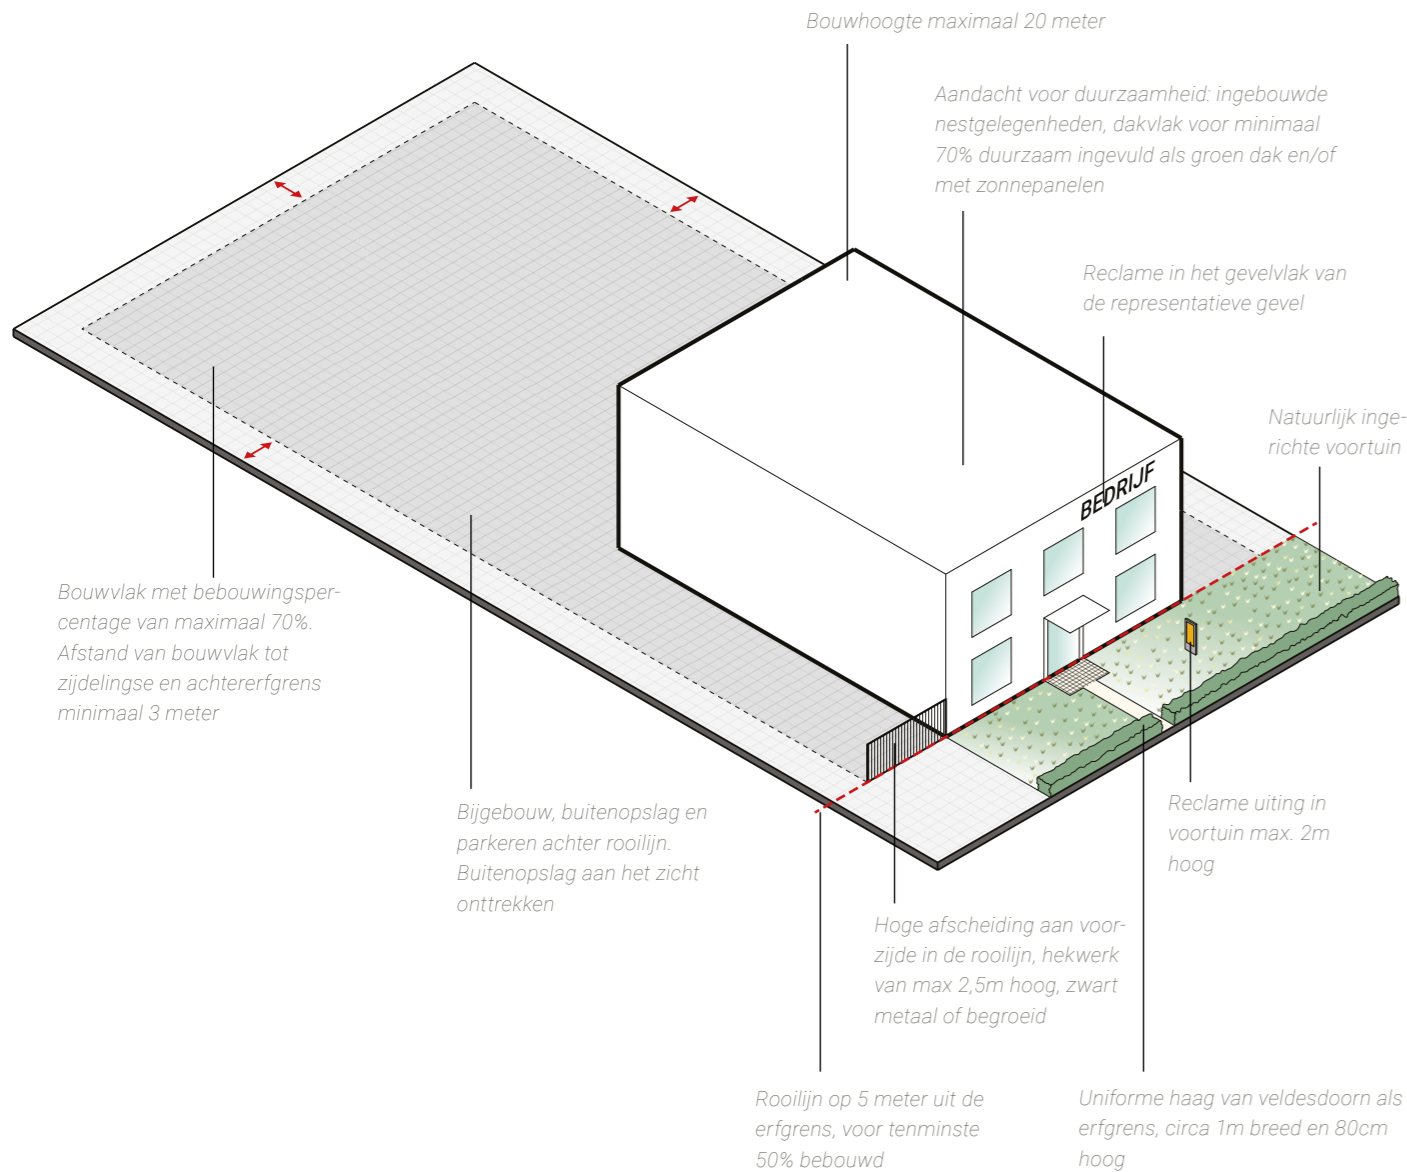 Bouwhoogte maximaal 20 meter
Aandacht voor duurzaamheid: ingebouwde
nestgelegenheden, dakvlak voor minimaal
70% duurzaam ingevuld als groen dak en/of
met zonnepanelen
Reclame in het gevelvlak van
de representatieve gevel
Natuurlijk inge-
richte voortuin
BEDRIJF
Bouwvlak met bebouwingsper-
centage van maximaal 70%.
Afstand van bouwvlak tot
zijdelingse en achtererfgrens
minimaal 3 meter
Bijgebouw, buitenopslag en
parkeren achter rooilijn.
Buitenopslag aan het zicht
onttrekken
Reclame uiting in
voortuin max. 2m
hoog
Hoge afscheiding aan voor-
zijde in de rooilijn, hekwerk
van max 2,5m hoog, zwart
metaal of begroeid
Rooilijn op 5 meter uit de
erfgrens, voor tenminste
50% bebouwd
Uniforme haag van veldesdoorn als
erfgrens, circa 1m breed en 80cm
hoog